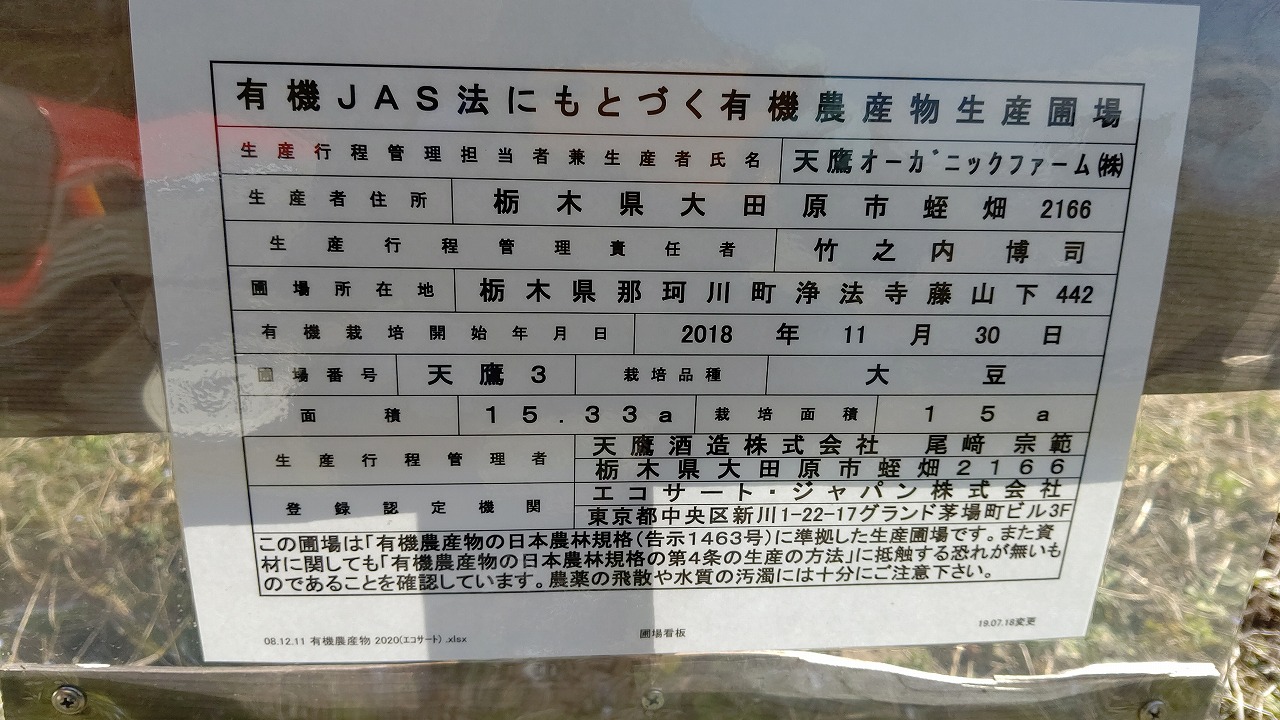 有機JAS法にもとづく有機農産物生産圃場
生産行程管理担当者兼生産者氏名 天鷹オーガニックファーム㈱
生産者住所 栃木県大田原市蛭畑 2166
生産行程管理責任者 竹之内 博司
圃場所在地 栃木県那珂川町浄法寺藤山下 442
有機栽培開始年月日 2018 年 11 月 30 日
圃場番号 天鷹3 栽培品種 大豆
面積 15.33a 栽培面積 15a
生産行程管理者 天鷹酒造株式会社 尾﨑 宗範
栃木県大田原市蛭畑2166
登録認定機関 エコサート・ジャパン株式会社
東京都中央区新川1-22-17グランド茅場町ビル3F
この圃場は「有機農産物の日本農林規格(告示1463号)に準拠した生産圃場です。また資
材に関しても「有機農産物の日本農林規格の第4条の生産の方法」に抵触する恐れが無いも
のであることを確認しています。農薬の飛散や水質の汚濁には十分にご注意下さい。
08.12.11 有機農産物 2020(エコサート) .xlsx 圃場看板 19.07.18変更